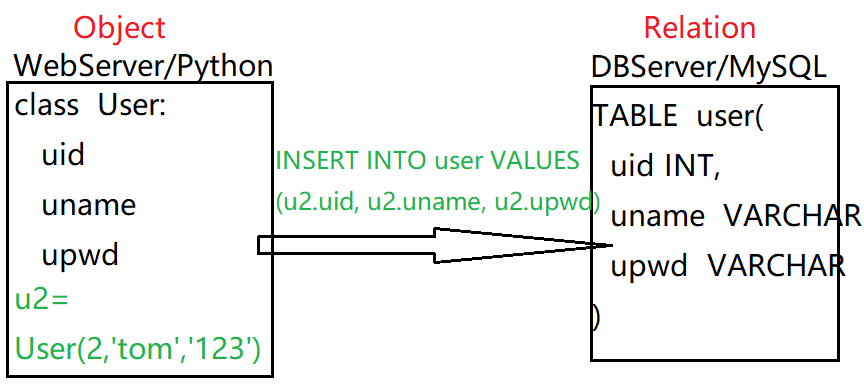 Object
WebServer/Python
class User:
uid
uname
upwd
u2=
User(2,'tom','123')
INSERT INTO user VALUES
(u2.uid, u2.uname, u2.upwd)
Relation
DBServer/MySQL
TABLE user(
uid INT,
uname VARCHAR
upwd VARCHAR
)